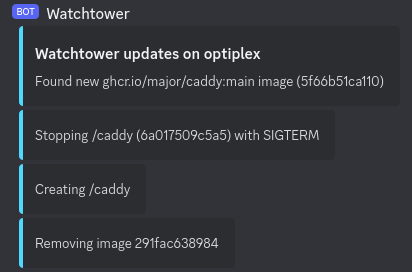 BOT Watchtower
Watchtower updates on optiplex
Found new ghcr.io/major/caddy:main image (5f66b51ca110)
Stopping /caddy (6a017509c5a5) with SIGTERM
Creating /caddy
Removing image 291fac638984